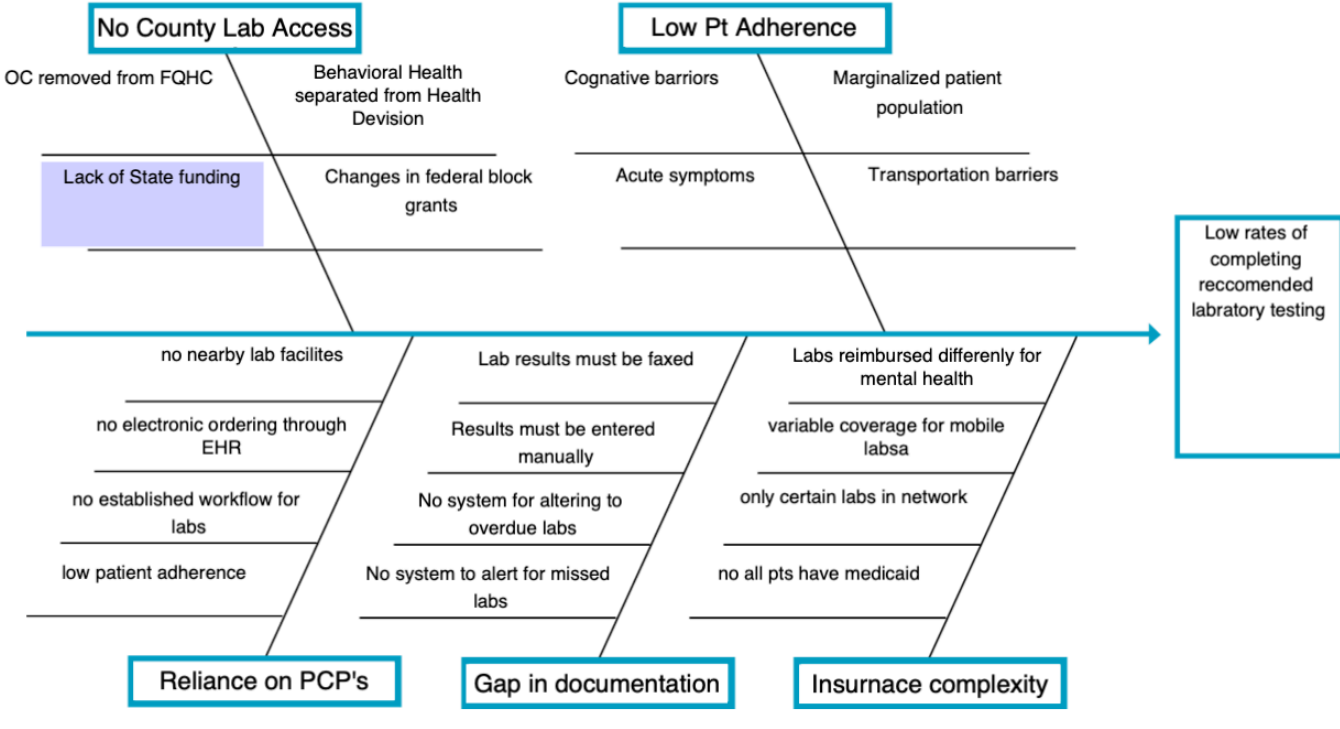 No County Lab Access
OC removed from FQHC
Behavioral Health
separated from Health
Devision
Lack of State funding
Changes in federal block
grants
Low Pt Adherence
Cognative barriors
Marginalized patient
population
Acute symptoms
Transportation barriers
Low rates of
completing
reccomended
labratory testing
no nearby lab facilites
no electronic ordering through
EHR
no established workflow for
labs
low patient adherence
Reliance on PCP's
Lab results must be faxed
Results must be entered
manually
No system for altering to
overdue labs
No system to alert for missed
labs
Gap in documentation
Labs reimbursed differenly for
mental health
variable coverage for mobile
labsa
only certain labs in network
no all pts have medicaid
Insurnace complexity